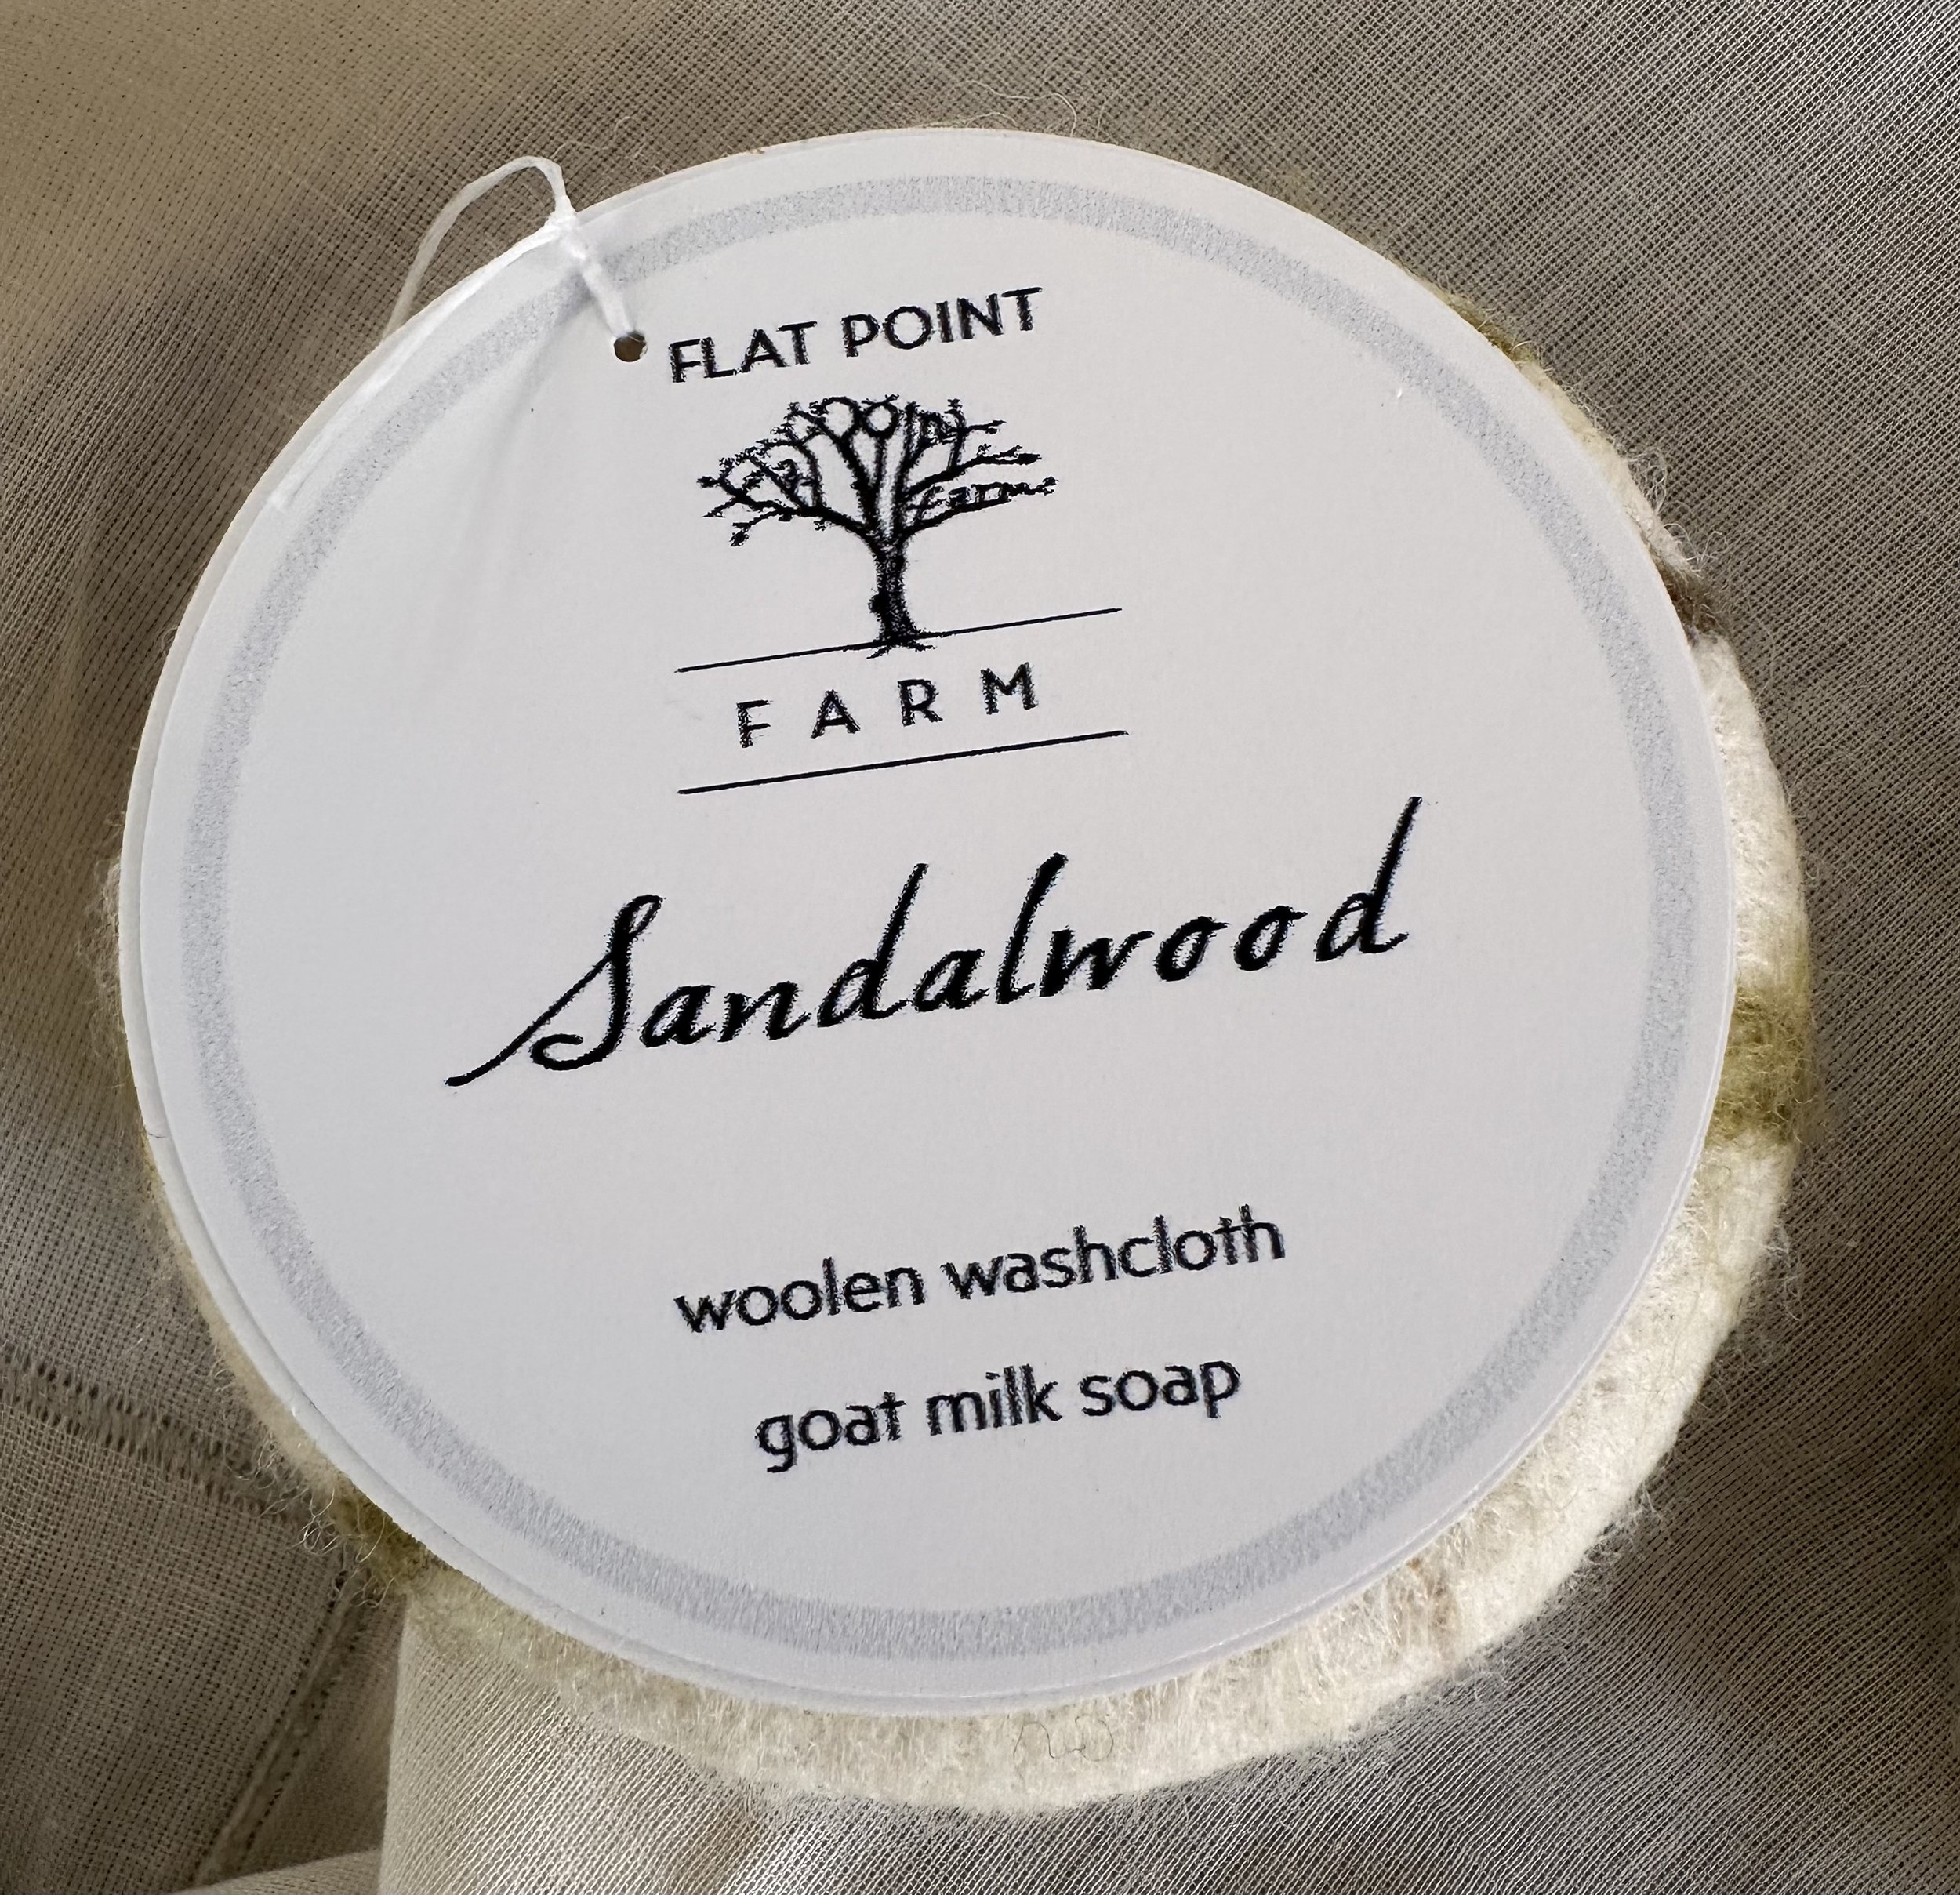 FLAT POINT
FARM
Sandalwood
woolen washcloth
goat milk soap